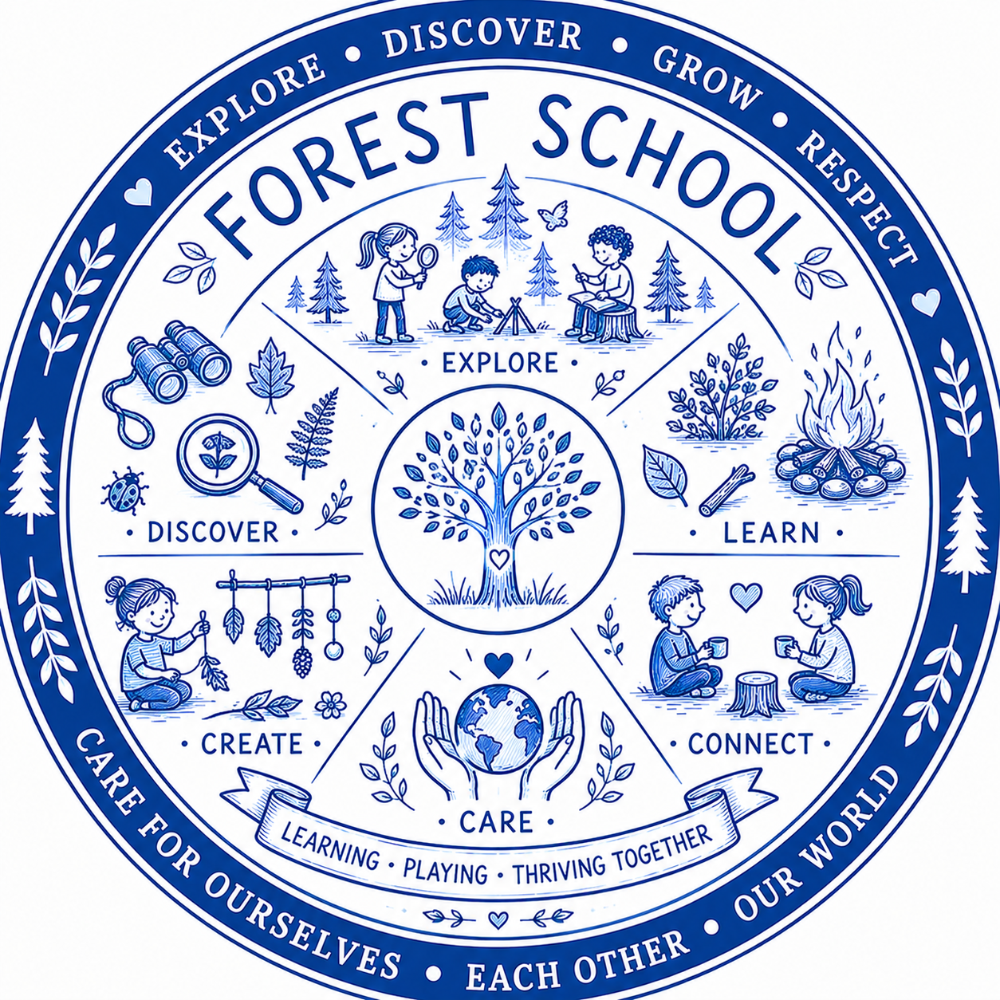 EXPLORE • DISCOVER • GROW • RESPECT
FOREST SCHOOL
• EXPLORE •
• DISCOVER •
• LEARN •
• CREATE •
• CONNECT •
• CARE •
LEARNING • PLAYING • THRIVING TOGETHER
CARE FOR OURSELVES • EACH OTHER • OUR WORLD